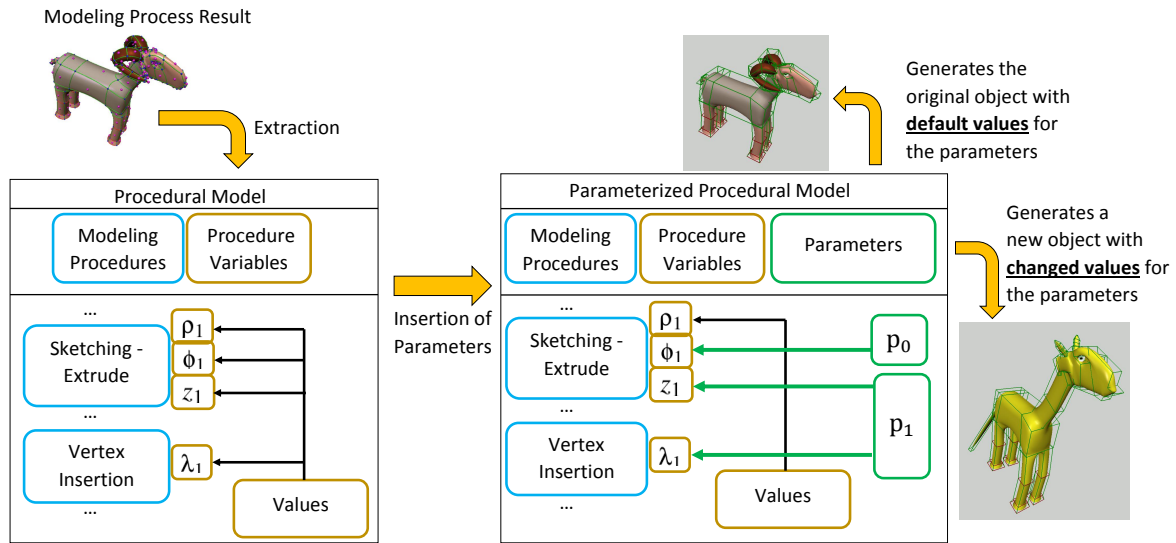 Modeling Process Result
Extraction
Procedural Model
Modeling
Procedures
Procedure
Variables
...
Sketching -
Extrude
ρ1
ϕ1
z1
...
Vertex
Insertion
λ1
...
Values
Insertion of
Parameters
Parameterized Procedural Model
Modeling
Procedures
Procedure
Variables
Parameters
...
Sketching -
Extrude
ρ1
ϕ1
z1
p0
p1
...
Vertex
Insertion
λ1
...
Values
Generates the
original object with
default values for
the parameters
Generates a
new object with
changed values for
the parameters